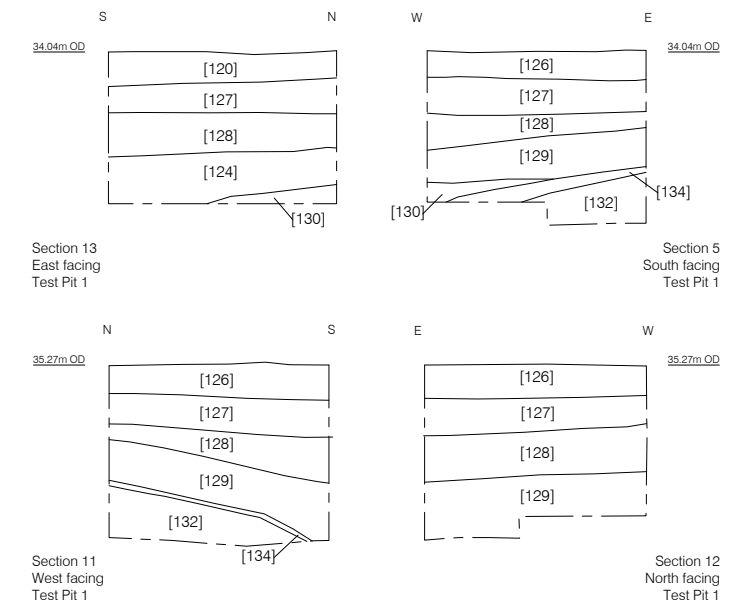 S N
34.04m OD
[120]
[127]
[128]
[124]
[130]
Section 13
East facing
Test Pit 1
W E
34.04m OD
[126]
[127]
[128]
[129]
[134]
[132]
[130]
Section 5
South facing
Test Pit 1
N S
35.27m OD
[126]
[127]
[128]
[129]
[132]
[134]
Section 11
West facing
Test Pit 1
E W
35.27m OD
[126]
[127]
[128]
[129]
Section 12
North facing
Test Pit 1